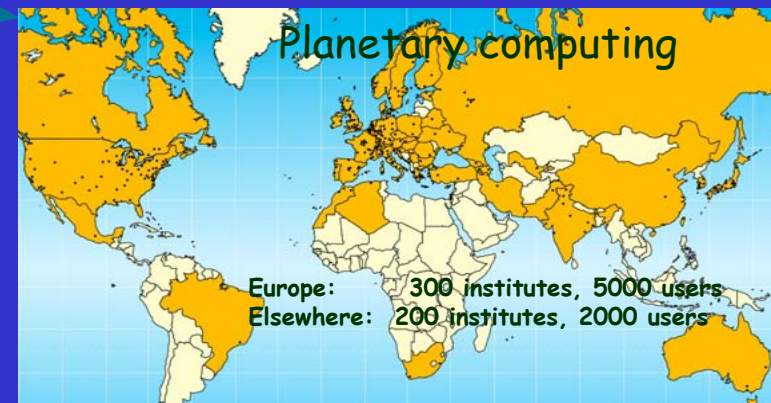 Planetary computing
Europe: 300 institutes, 5000 users
Elsewhere: 200 institutes, 2000 users